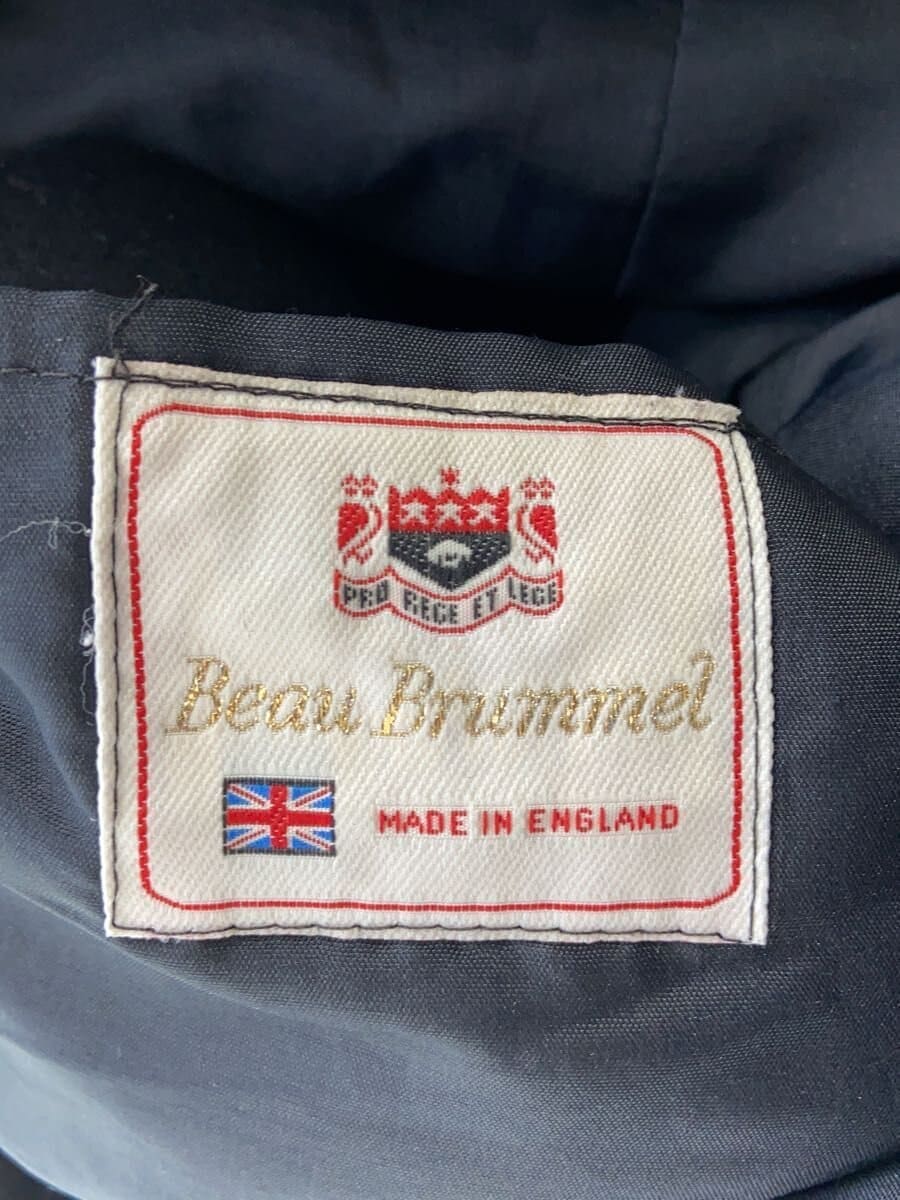 PRO REGE ET LEGE
Beau Brummel
MADE IN ENGLAND